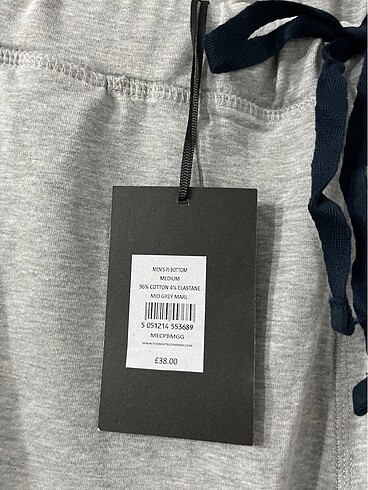 MEN'S PJ BOTTOM
MEDIUM
96% COTTON 4% ELASTANE
MID GREY MARL
5 051214 553689
MECPBMGG
£38.00